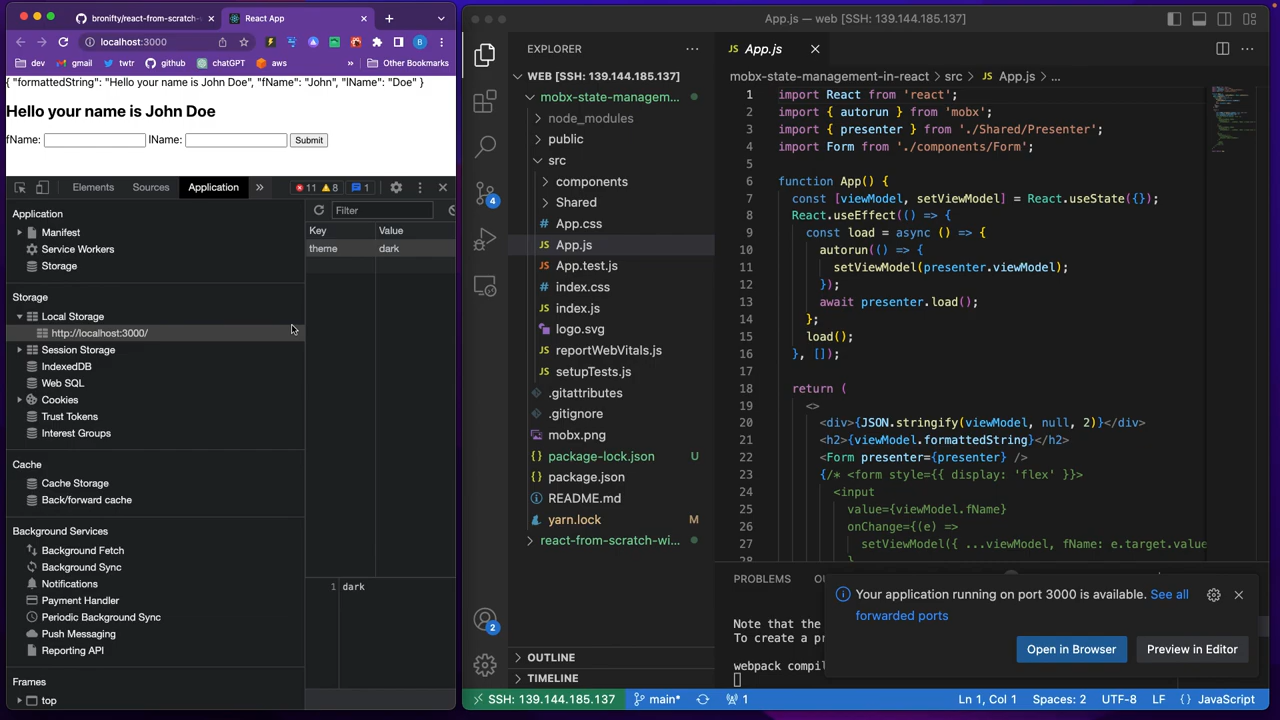 bronifty/react-from-scratch-
React App
localhost:3000
B
gmail
twtr
github
chatGPT
aws
Other Bookmarks
{ "formattedString": "Hello your name is John Doe", "fName": "John", "lName": "Doe" }
Hello your name is John Doe
fName:
lName:
Submit
Elements
Sources
Application
11
8
1
Application
Manifest
Service Workers
Storage
Storage
Local Storage
http://localhost:3000/
Session Storage
IndexedDB
Web SQL
Cookies
Trust Tokens
Interest Groups
Cache
Cache Storage
Back/forward cache
Background Services
Background Fetch
Background Sync
Notifications
Payment Handler
Periodic Background Sync
Push Messaging
Reporting API
Frames
top
Filter
Key Value
theme dark
1 dark
App.js — web [SSH: 139.144.185.137]
EXPLORER
WEB [SSH: 139.144.185.137]
mobx-state-managem...
node_modules
public
src
components
Shared
App.css
App.js
App.test.js
index.css
index.js
logo.svg
reportWebVitals.js
setupTests.js
.gitattributes
.gitignore
mobx.png
package-lock.json U
package.json
README.md
yarn.lock M
react-from-scratch-wi...
OUTLINE
TIMELINE
4
2
App.js
mobx-state-management-in-react > src > App.js > ...
1 import React from 'react';
2 import { autorun } from 'mobx';
3 import { presenter } from './Shared/Presenter';
4 import Form from './components/Form';
5
6 function App() {
7 const [viewModel, setViewModel] = React.useState({});
8 React.useEffect(() => {
9 const load = async () => {
10 autorun(() => {
11 setViewModel(presenter.viewModel);
12 });
13 await presenter.load();
14 };
15 load();
16 }, []);
17
18 return (
19 <>
20 <div>{JSON.stringify(viewModel, null, 2)}</div>
21 <h2>{viewModel.formattedString}</h2>
22 <Form presenter={presenter} />
23 {/* <form style={{ display: 'flex' }}>
24 <input
25 value={viewModel.fName}
26 onChange={(e) =>
27 setViewModel({ ...viewModel, fName: e.target.value
28 }
PROBLEMS
OU
Note that the
To create a pr
webpack compil
Your application running on port 3000 is available. See all
forwarded ports
Open in Browser
Preview in Editor
SSH: 139.144.185.137
main*
1
Ln 1, Col 1
Spaces: 2
UTF-8
LF
JavaScript